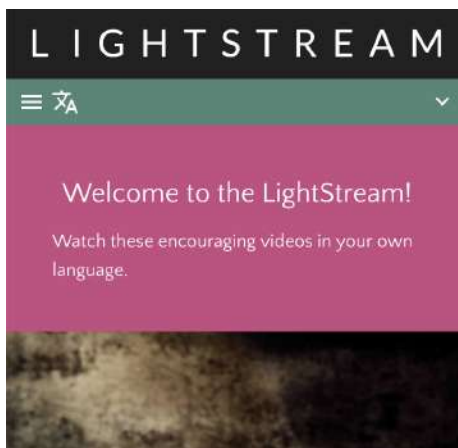 LIGHTSTREAM
Welcome to the LightStream!
Watch these encouraging videos in your own
language.